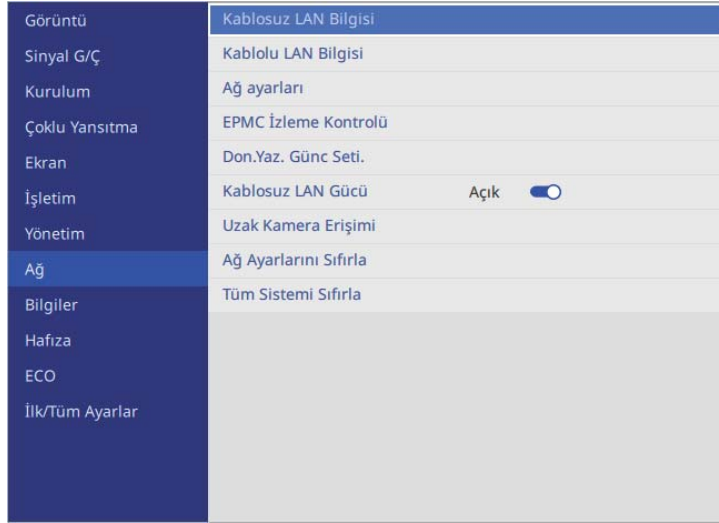 Görüntü
Sinyal G/Ç
Kurulum
Çoklu Yansıtma
Ekran
İşletim
Yönetim
Ağ
Bilgiler
Hafıza
ECO
İlk/Tüm Ayarlar
Kablosuz LAN Bilgisi
Kablolu LAN Bilgisi
Ağ ayarları
EPMC İzleme Kontrolü
Don.Yaz. Günc Seti.
Kablosuz LAN Gücü Açık
Uzak Kamera Erişimi
Ağ Ayarlarını Sıfırla
Tüm Sistemi Sıfırla